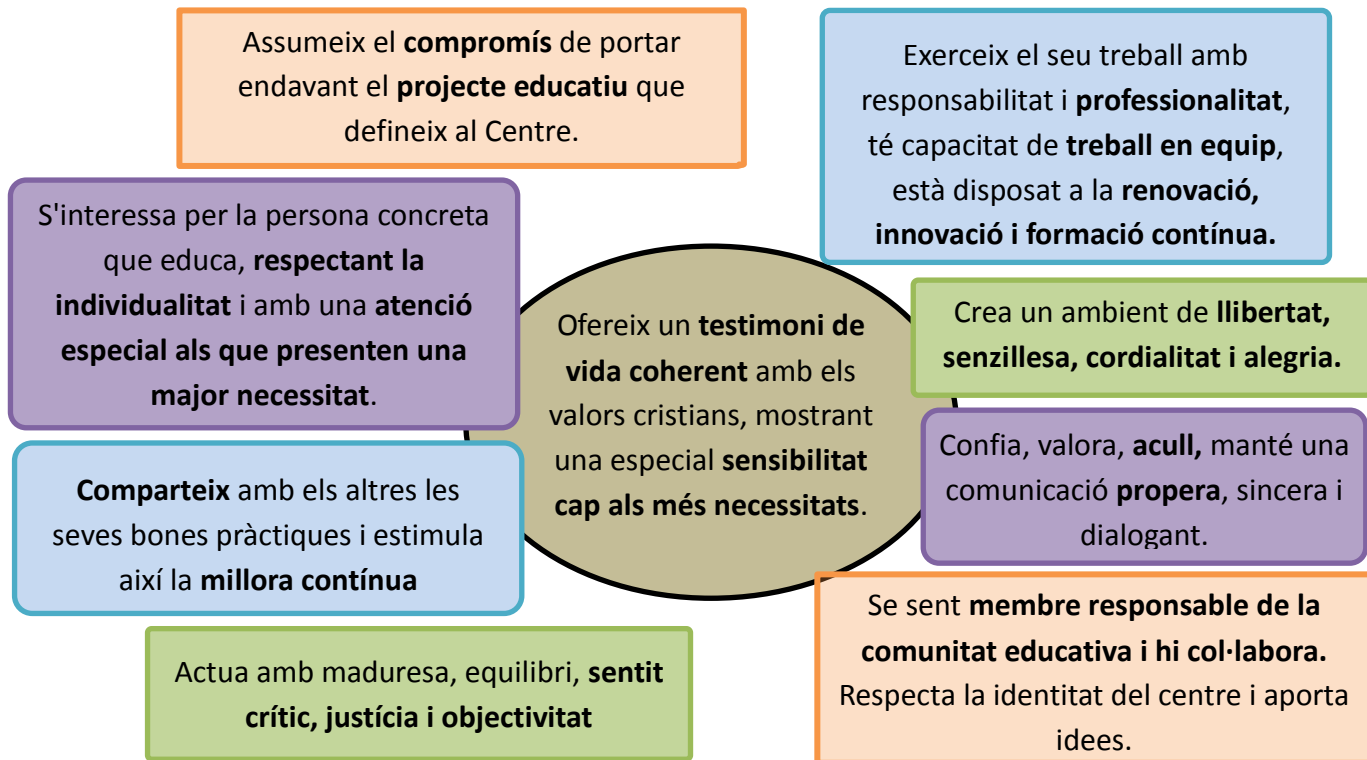 Assumeix el compromís de portar
endavant el projecte educatiu que
defineix al Centre.
Exerceix el seu treball amb
responsabilitat i professionalitat,
té capacitat de treball en equip,
està disposat a la renovació,
innovació i formació contínua.
S'interessa per la persona concreta
que educa, respectant la
individualitat i amb una atenció
especial als que presenten una
major necessitat.
Ofereix un testimoni de
vida coherent amb els
valors cristians, mostrant
una especial sensibilitat
cap als més necessitats.
Crea un ambient de llibertat,
senzillesa, cordialitat i alegria.
Confia, valora, acull, manté una
comunicació propera, sincera i
dialogant.
Comparteix amb els altres les
seves bones pràctiques i estimula
així la millora contínua
Se sent membre responsable de la
comunitat educativa i hi col·labora.
Respecta la identitat del centre i aporta
idees.
Actua amb maduresa, equilibri, sentit
crític, justícia i objectivitat